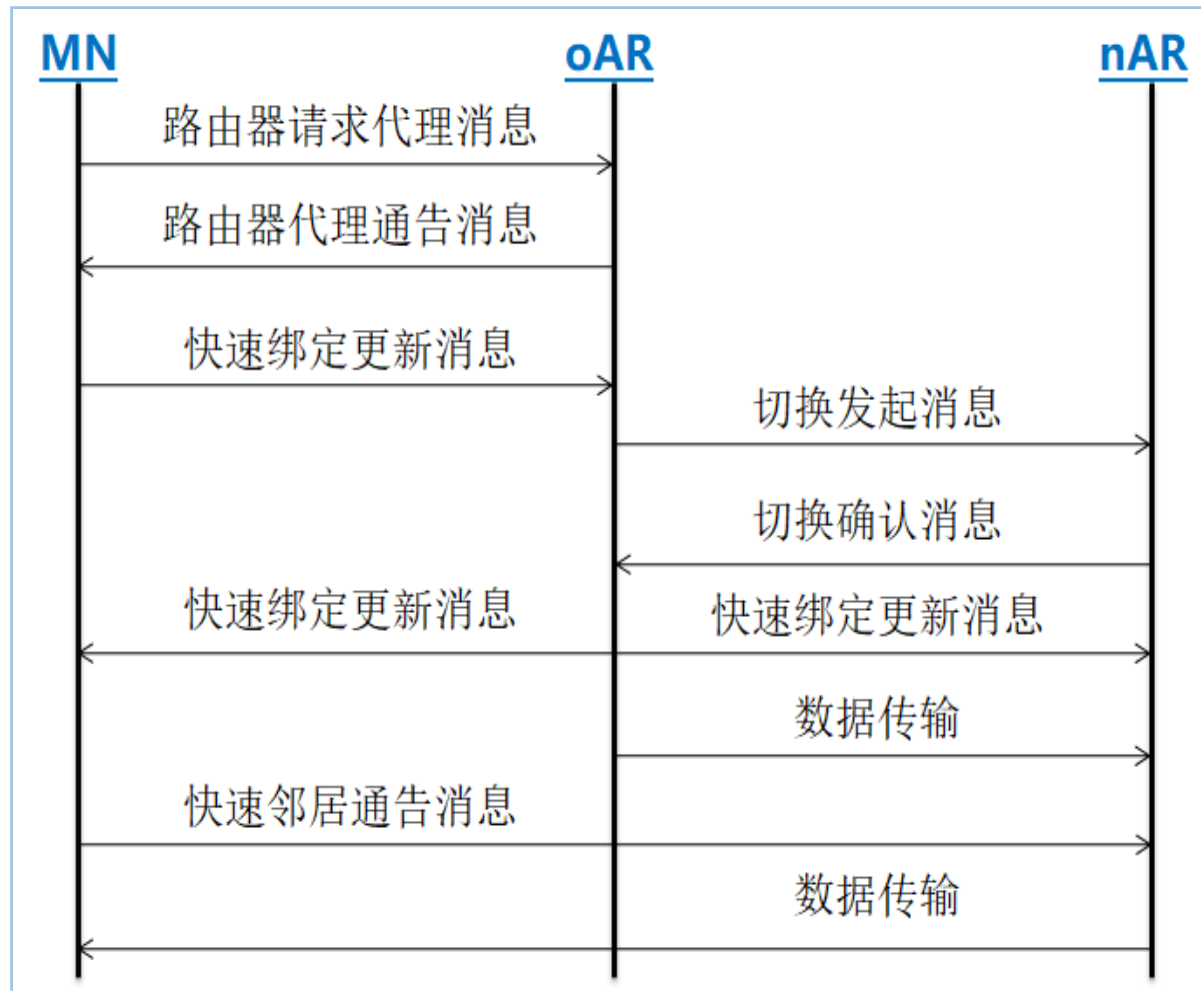 MN oAR nAR
路由器请求代理消息
路由器代理通告消息
快速绑定更新消息
切换发起消息
切换确认消息
快速绑定更新消息 快速绑定更新消息
数据传输
快速邻居通告消息
数据传输